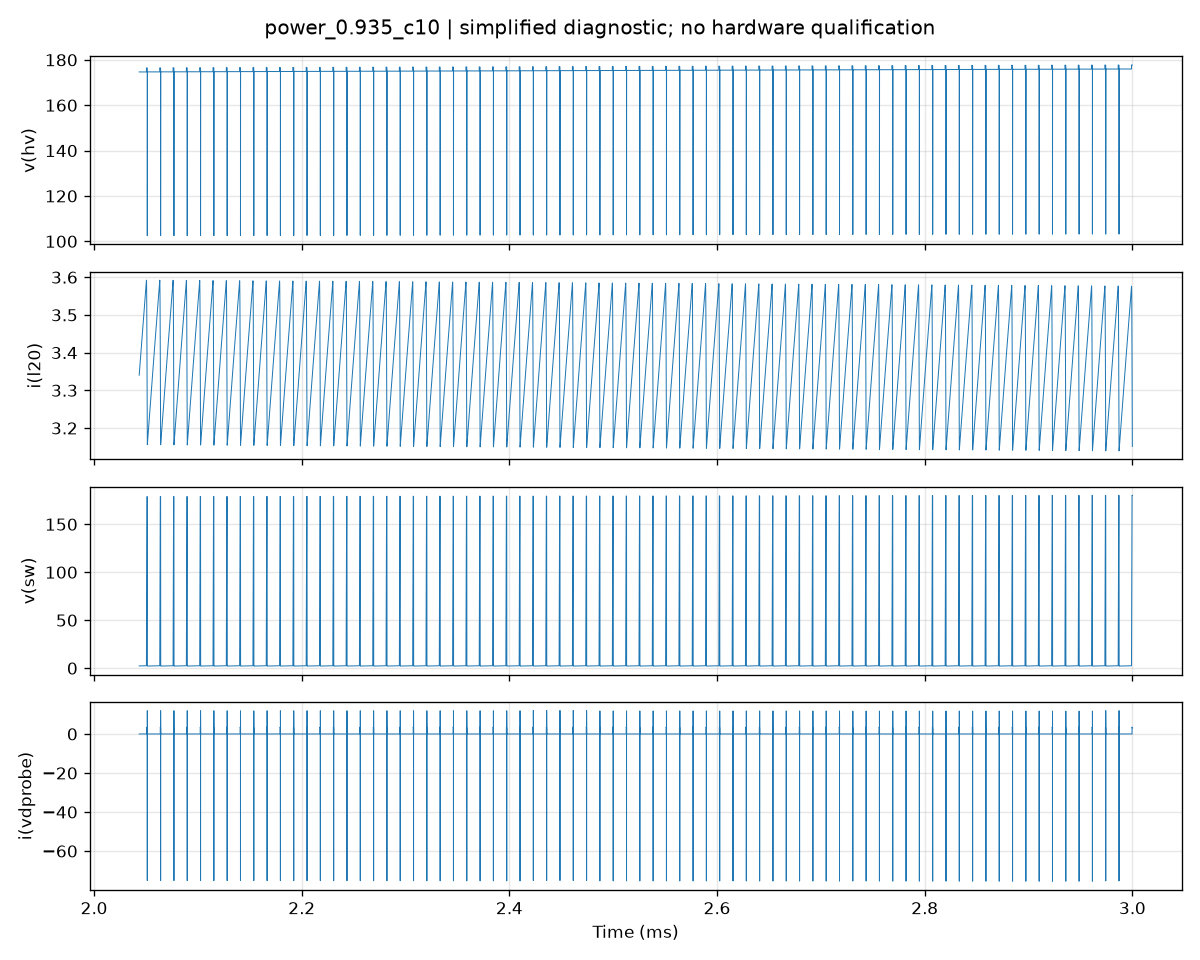 power_0.935_c10 | simplified diagnostic; no hardware qualification
180
160
140
120
100
v(hv)
3.6
3.5
3.4
3.3
3.2
i(l20)
150
100
50
0
v(sw)
0
−20
−40
−60
i(vdprobe)
2.0 2.2 2.4 2.6 2.8 3.0
Time (ms)